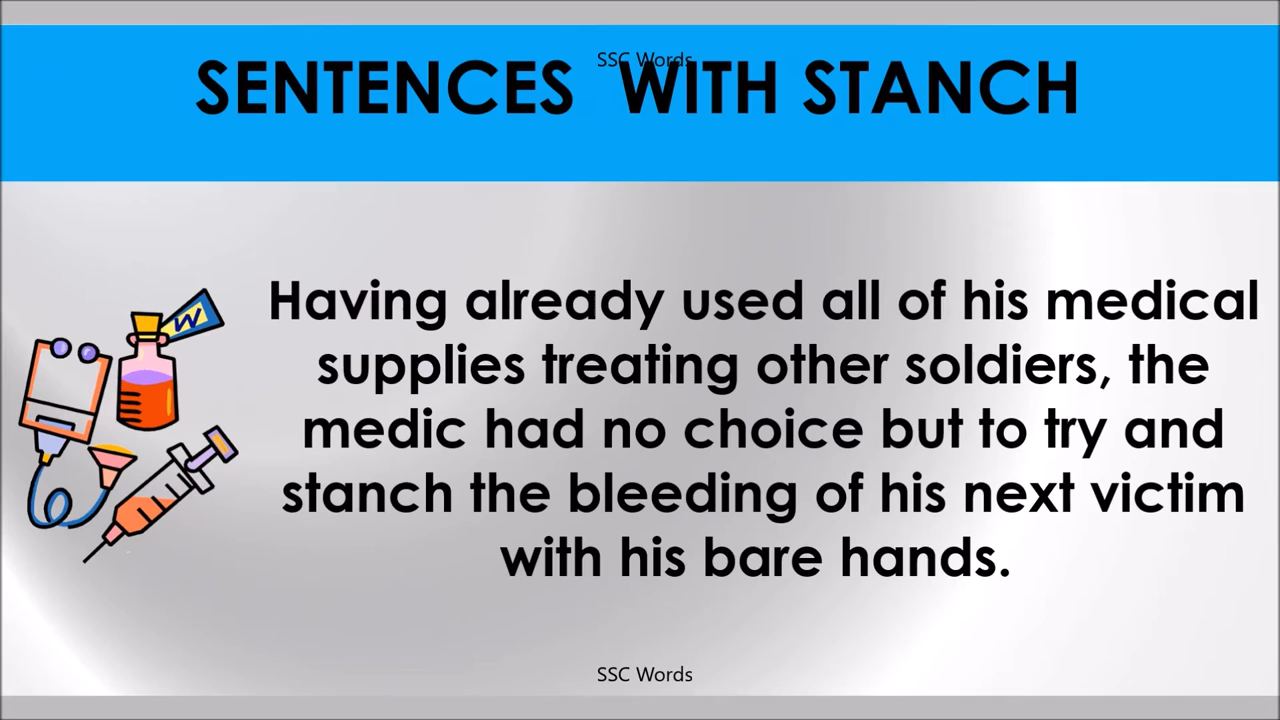 SSC Words
SENTENCES WITH STANCH
W
Having already used all of his medical
supplies treating other soldiers, the
medic had no choice but to try and
stanch the bleeding of his next victim
with his bare hands.
SSC Words